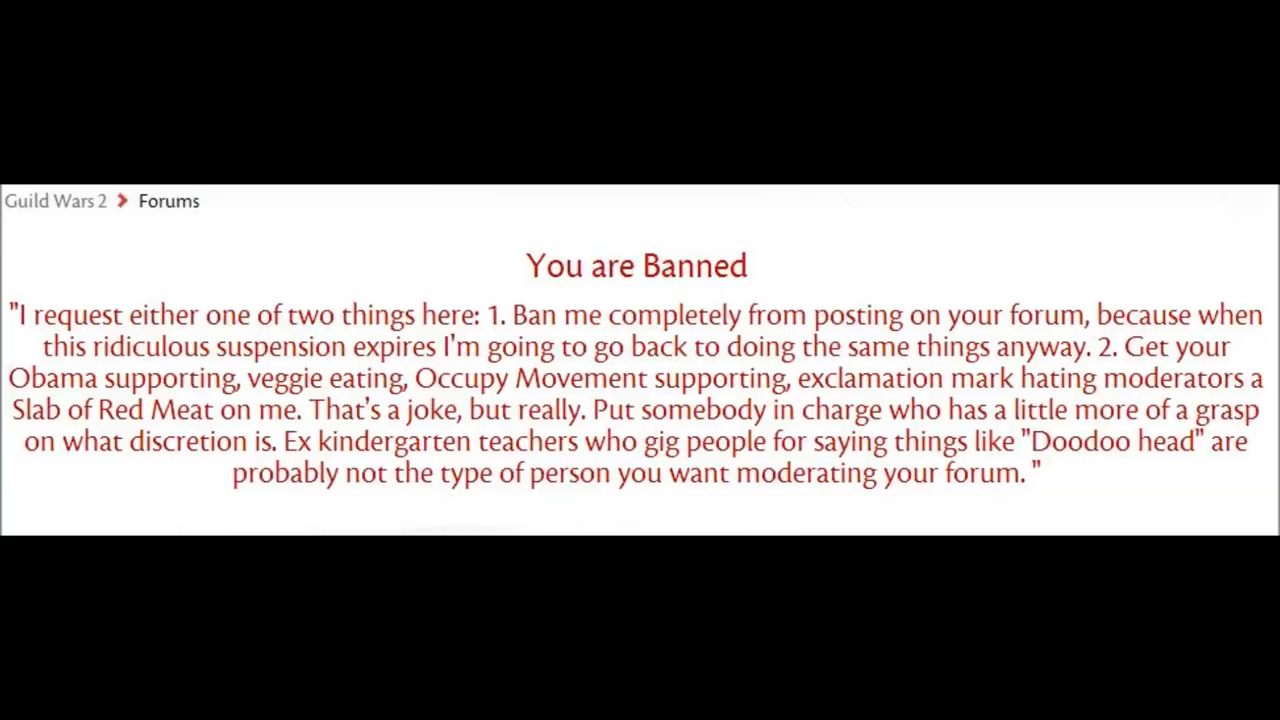 Guild Wars 2 > Forums
You are Banned
"I request either one of two things here: 1. Ban me completely from posting on your forum, because when
this ridiculous suspension expires I'm going to go back to doing the same things anyway. 2. Get your
Obama supporting, veggie eating, Occupy Movement supporting, exclamation mark hating moderators a
Slab of Red Meat on me. That's a joke, but really. Put somebody in charge who has a little more of a grasp
on what discretion is. Ex kindergarten teachers who gig people for saying things like "Doodoo head" are
probably not the type of person you want moderating your forum. "